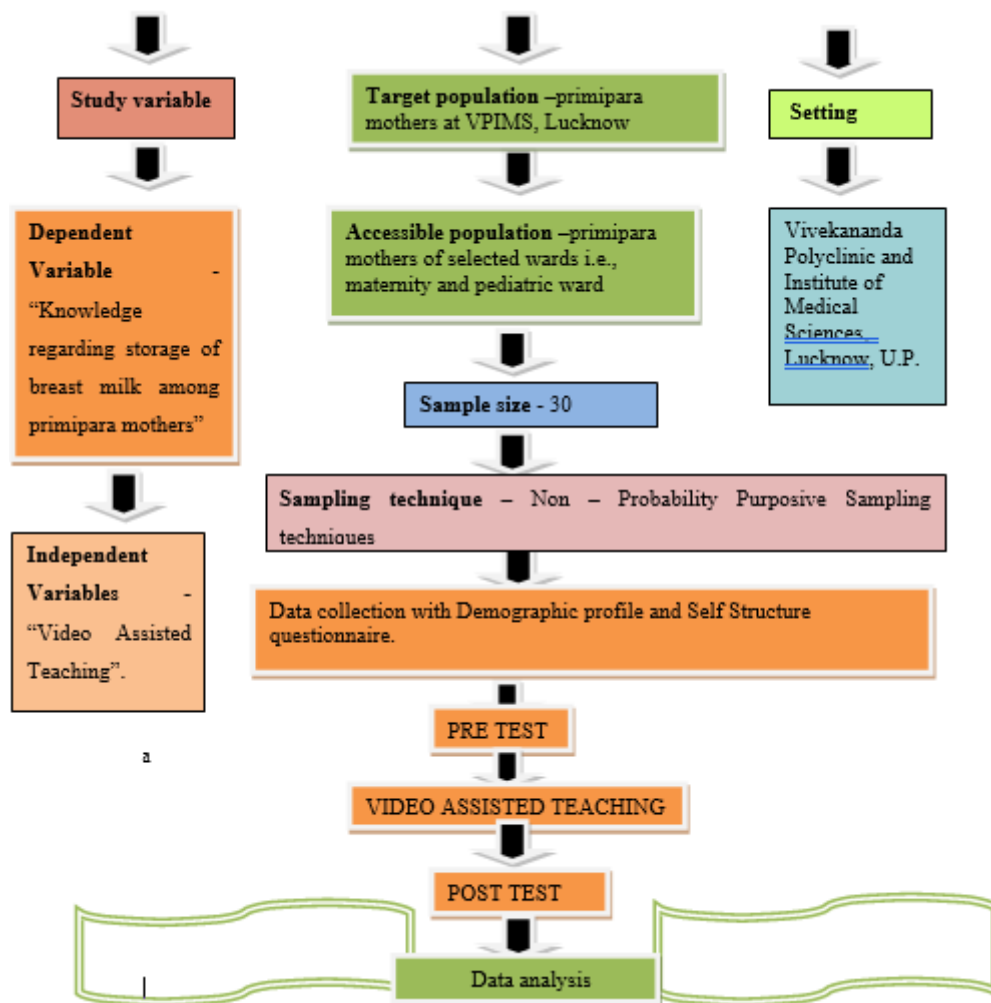 Study variable
Dependent
Variable -
“Knowledge
regarding storage of
breast milk among
primipara mothers”
Independent
Variables -
“Video Assisted
Teaching”.
a
Target population –primipara
mothers at VPIMS, Lucknow
Accessible population –primipara
mothers of selected wards i.e.,
maternity and pediatric ward
Sample size - 30
Sampling technique – Non – Probability Purposive Sampling
techniques
Data collection with Demographic profile and Self Structure
questionnaire.
PRE TEST
VIDEO ASSISTED TEACHING
POST TEST
Data analysis
Setting
Vivekananda
Polyclinic and
Institute of
Medical
Sciences,
Lucknow, U.P.